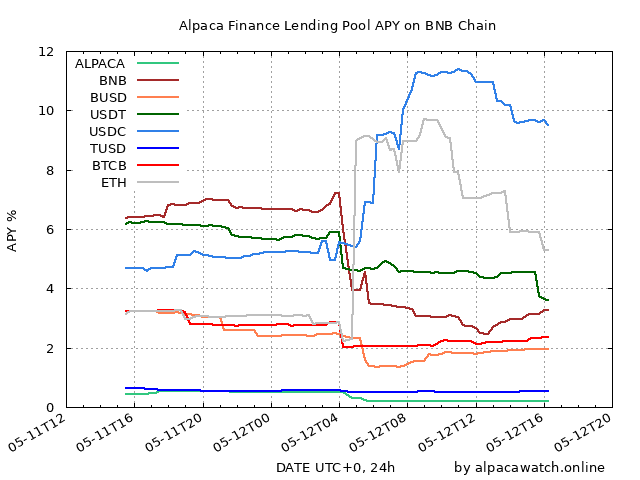 Alpaca Finance Lending Pool APY on BNB Chain
12
10
8
6
4
2
0
APY %
ALPACA
BNB
BUSD
USDT
USDC
TUSD
BTCB
ETH
05-11T12
05-11T16
05-11T20
05-12T00
05-12T04
05-12T08
05-12T12
05-12T16
05-12T20
DATE UTC+0, 24h
by alpacawatch.online